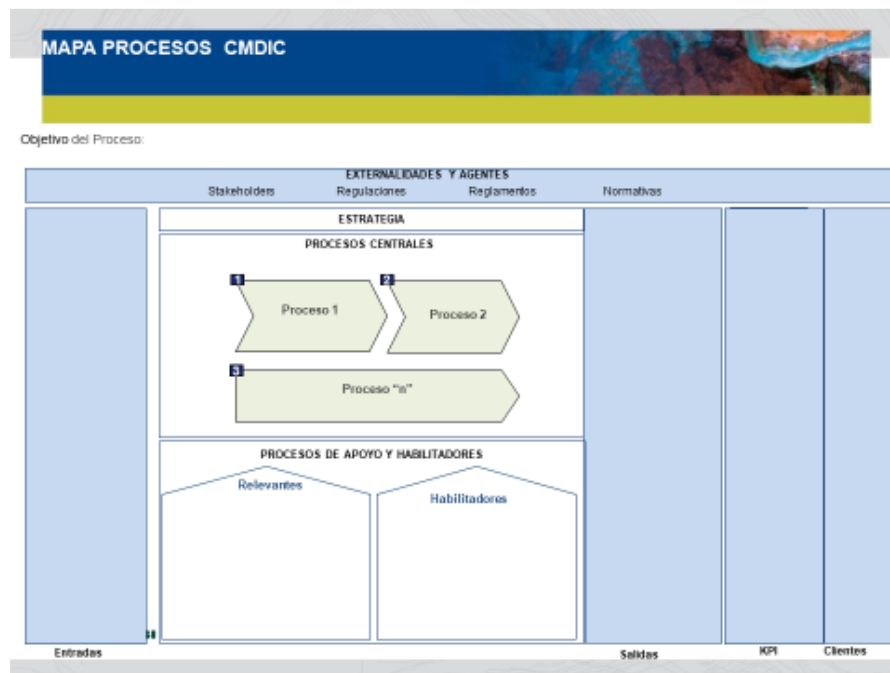 MAPA PROCESOS CMDIC
Objetivo del Proceso:
EXTERNALIDADES Y AGENTES
Stakeholders Regulaciones Reglamentos Normativas
ESTRATEGIA
PROCESOS CENTRALES
1 2
Proceso 1 Proceso 2
3
Proceso “n”
PROCESOS DE APOYO Y HABILITADORES
Relevantes
Habilitadores
Entradas Salidas KPI Clientes